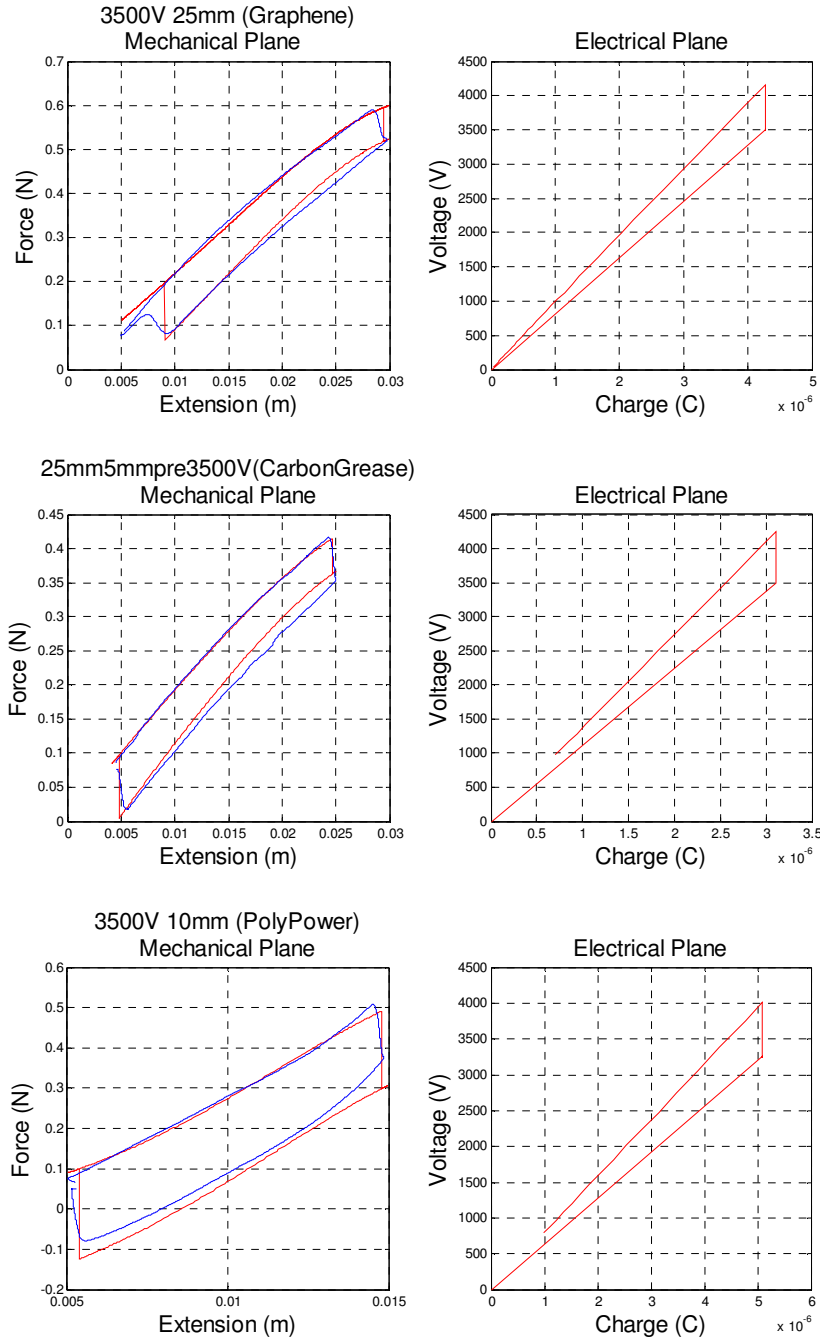 3500V 25mm (Graphene)
Mechanical Plane
0.7
0.6
0.5
0.4
0.3
0.2
0.1
0
Force (N)
0 0.005 0.01 0.015 0.02 0.025 0.03
Extension (m)
Electrical Plane
4500
4000
3500
3000
2500
2000
1500
1000
500
0
Voltage (V)
0 1 2 3 4 5
Charge (C)
x 10⁻⁶
25mm5mmpre3500V(CarbonGrease)
Mechanical Plane
0.45
0.4
0.35
0.3
0.25
0.2
0.15
0.1
0.05
0
Force (N)
0 0.005 0.01 0.015 0.02 0.025 0.03
Extension (m)
Electrical Plane
4500
4000
3500
3000
2500
2000
1500
1000
500
0
Voltage (V)
0 0.5 1 1.5 2 2.5 3 3.5
Charge (C)
x 10⁻⁶
3500V 10mm (PolyPower)
Mechanical Plane
0.6
0.5
0.4
0.3
0.2
0.1
0
-0.1
-0.2
Force (N)
0.005 0.01 0.015
Extension (m)
Electrical Plane
4500
4000
3500
3000
2500
2000
1500
1000
500
0
Voltage (V)
0 1 2 3 4 5 6
Charge (C)
x 10⁻⁶